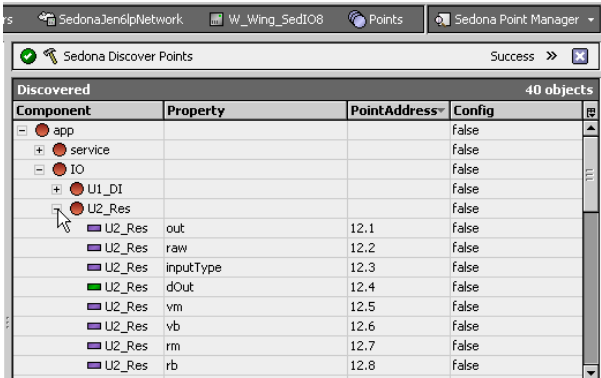 rs SedonaJen6lpNetwork W_Wing_SedIO8 Points Sedona Point Manager
Sedona Discover Points Success »
Discovered 40 objects
Component Property PointAddress Config
app false
service false
IO false
U1_DI false
U2_Res false
U2_Res out 12.1 false
U2_Res raw 12.2 false
U2_Res inputType 12.3 false
U2_Res dOut 12.4 false
U2_Res vm 12.5 false
U2_Res vb 12.6 false
U2_Res rm 12.7 false
U2_Res rb 12.8 false